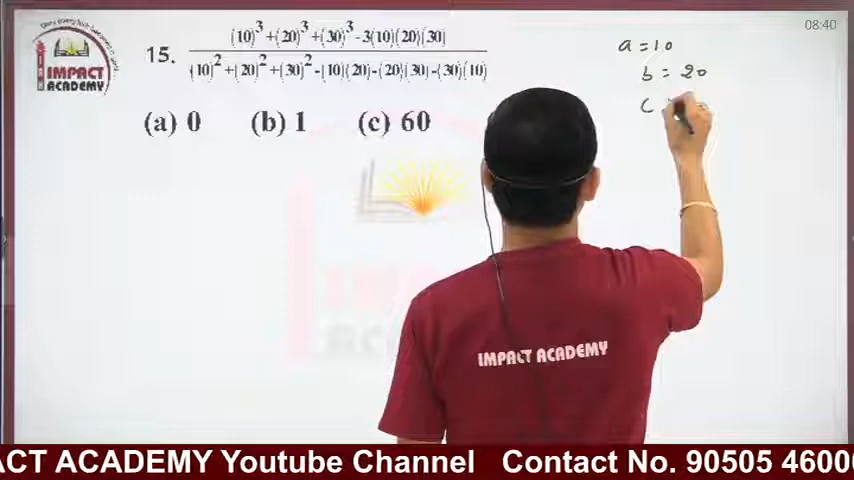 08:40
IMPACT
ACADEMY
15. (10)^3+(20)^3+(30)^3-3(10)(20)(30)
(10)^2+(20)^2+(30)^2-(10)(20)-(20)(30)-(30)(10)
a=10
b = 20
c
(a) 0 (b) 1 (c) 60
IMPACT ACADEMY
ACT ACADEMY Youtube Channel Contact No. 90505 4600